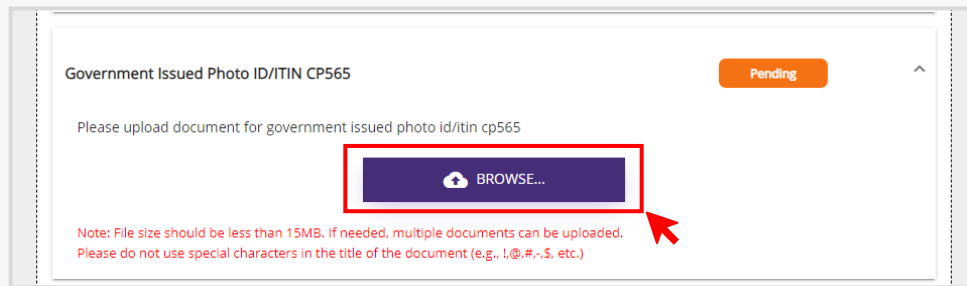 Government Issued Photo ID/ITIN CP565
Pending
Please upload document for government issued photo id/itin cp565
BROWSE...
Note: File size should be less than 15MB. If needed, multiple documents can be uploaded.
Please do not use special characters in the title of the document (e.g., !,@,#,-,$, etc.)